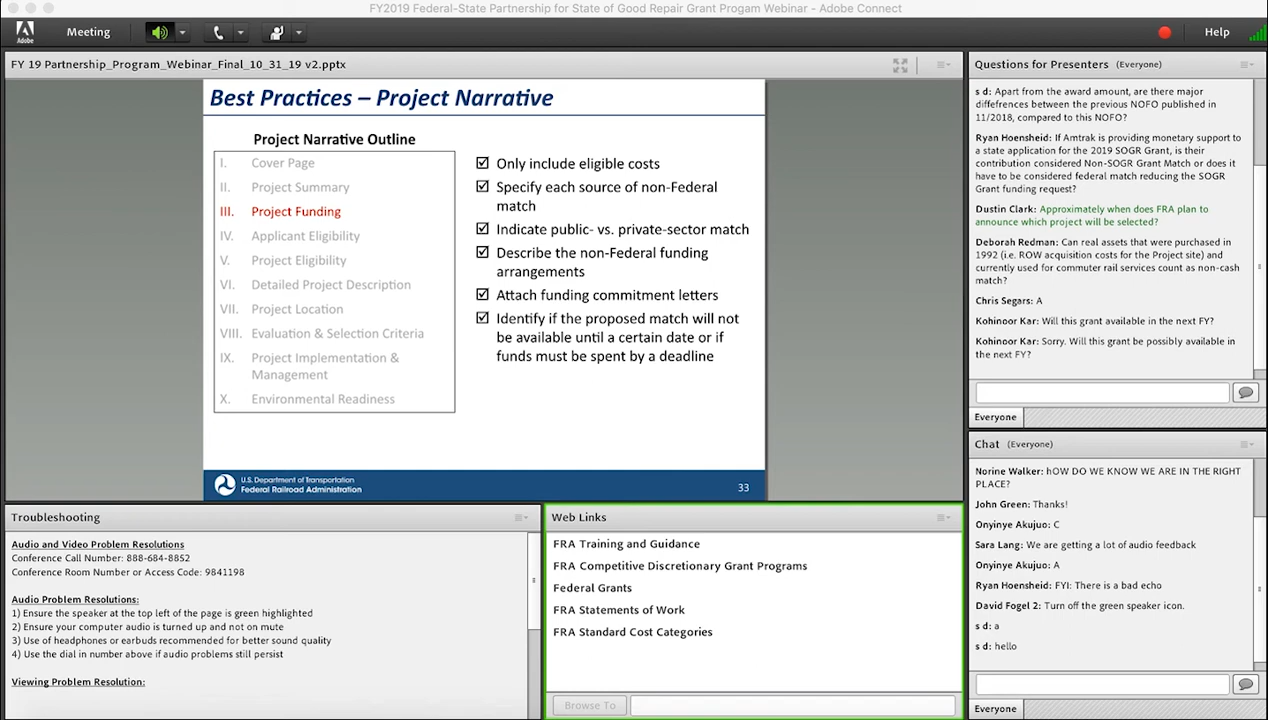 FY2019 Federal-State Partnership for State of Good Repair Grant Progam Webinar - Adobe Connect
Adobe
Meeting
Help
FY 19 Partnership_Program_Webinar_Final_10_31_19 v2.pptx
Best Practices – Project Narrative
Project Narrative Outline
I. Cover Page
II. Project Summary
III. Project Funding
IV. Applicant Eligibility
V. Project Eligibility
VI. Detailed Project Description
VII. Project Location
VIII. Evaluation & Selection Criteria
IX. Project Implementation &
Management
X. Environmental Readiness
Only include eligible costs
Specify each source of non-Federal
match
Indicate public- vs. private-sector match
Describe the non-Federal funding
arrangements
Attach funding commitment letters
Identify if the proposed match will not
be available until a certain date or if
funds must be spent by a deadline
U.S. Department of Transportation
Federal Railroad Administration
33
Questions for Presenters (Everyone)
s d: Apart from the award amount, are there major
diffefrences between the previous NOFO published in
11/2018, compared to this NOFO?
Ryan Hoensheid: If Amtrak is providing monetary support to
a state application for the 2019 SOGR Grant, is their
contribution considered Non-SOGR Grant Match or does it
have to be considered federal match reducing the SOGR
Grant funding request?
Dustin Clark: Approximately when does FRA plan to
announce which project will be selected?
Deborah Redman: Can real assets that were purchased in
1992 (i.e. ROW acquisition costs for the Project site) and
currently used for commuter rail services count as non-cash
match?
Chris Segars: A
Kohinoor Kar: Will this grant available in the next FY?
Kohinoor Kar: Sorry. Will this grant be possibly available in
the next FY?
Everyone
Chat (Everyone)
Norine Walker: hOW DO WE KNOW WE ARE IN THE RIGHT
PLACE?
John Green: Thanks!
Onyinye Akujuo: C
Sara Lang: We are getting a lot of audio feedback
Onyinye Akujuo: A
Ryan Hoensheid: FYI: There is a bad echo
David Fogel 2: Turn off the green speaker icon.
s d: a
s d: hello
Everyone
Troubleshooting
Audio and Video Problem Resolutions
Conference Call Number: 888-684-8852
Conference Room Number or Access Code: 9841198
Audio Problem Resolutions:
1) Ensure the speaker at the top left of the page is green highlighted
2) Ensure your computer audio is turned up and not on mute
3) Use of headphones or earbuds recommended for better sound quality
4) Use the dial in number above if audio problems still persist
Viewing Problem Resolution:
Web Links
FRA Training and Guidance
FRA Competitive Discretionary Grant Programs
Federal Grants
FRA Statements of Work
FRA Standard Cost Categories
Browse To